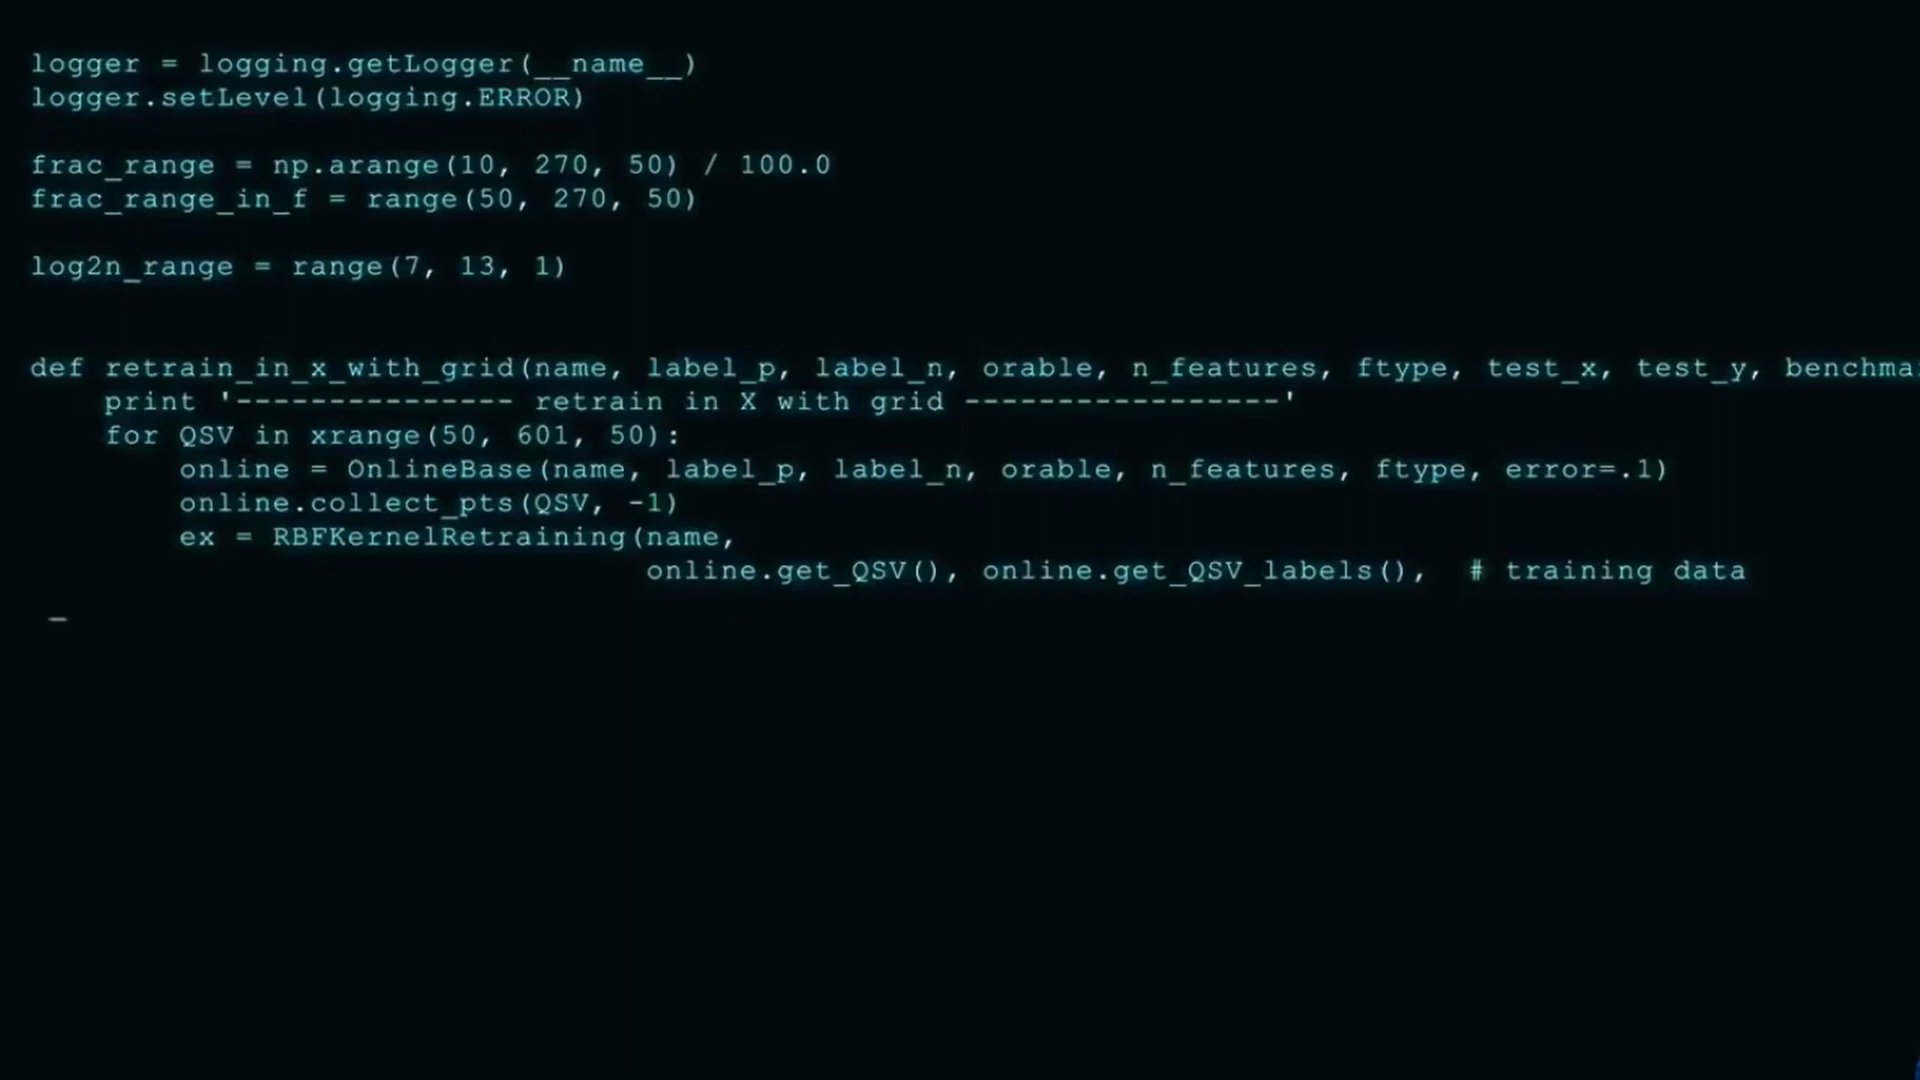 logger = logging.getLogger(__name__)
logger.setLevel(logging.ERROR)
frac_range = np.arange(10, 270, 50) / 100.0
frac_range_in_f = range(50, 270, 50)
log2n_range = range(7, 13, 1)
def retrain_in_x_with_grid(name, label_p, label_n, orable, n_features, ftype, test_x, test_y, benchma
    print '--------------- retrain in X with grid -----------------'
    for QSV in xrange(50, 601, 50):
        online = OnlineBase(name, label_p, label_n, orable, n_features, ftype, error=.1)
        online.collect_pts(QSV, -1)
        ex = RBFKernelRetraining(name,
                                 online.get_QSV(), online.get_QSV_labels(),  # training data
_